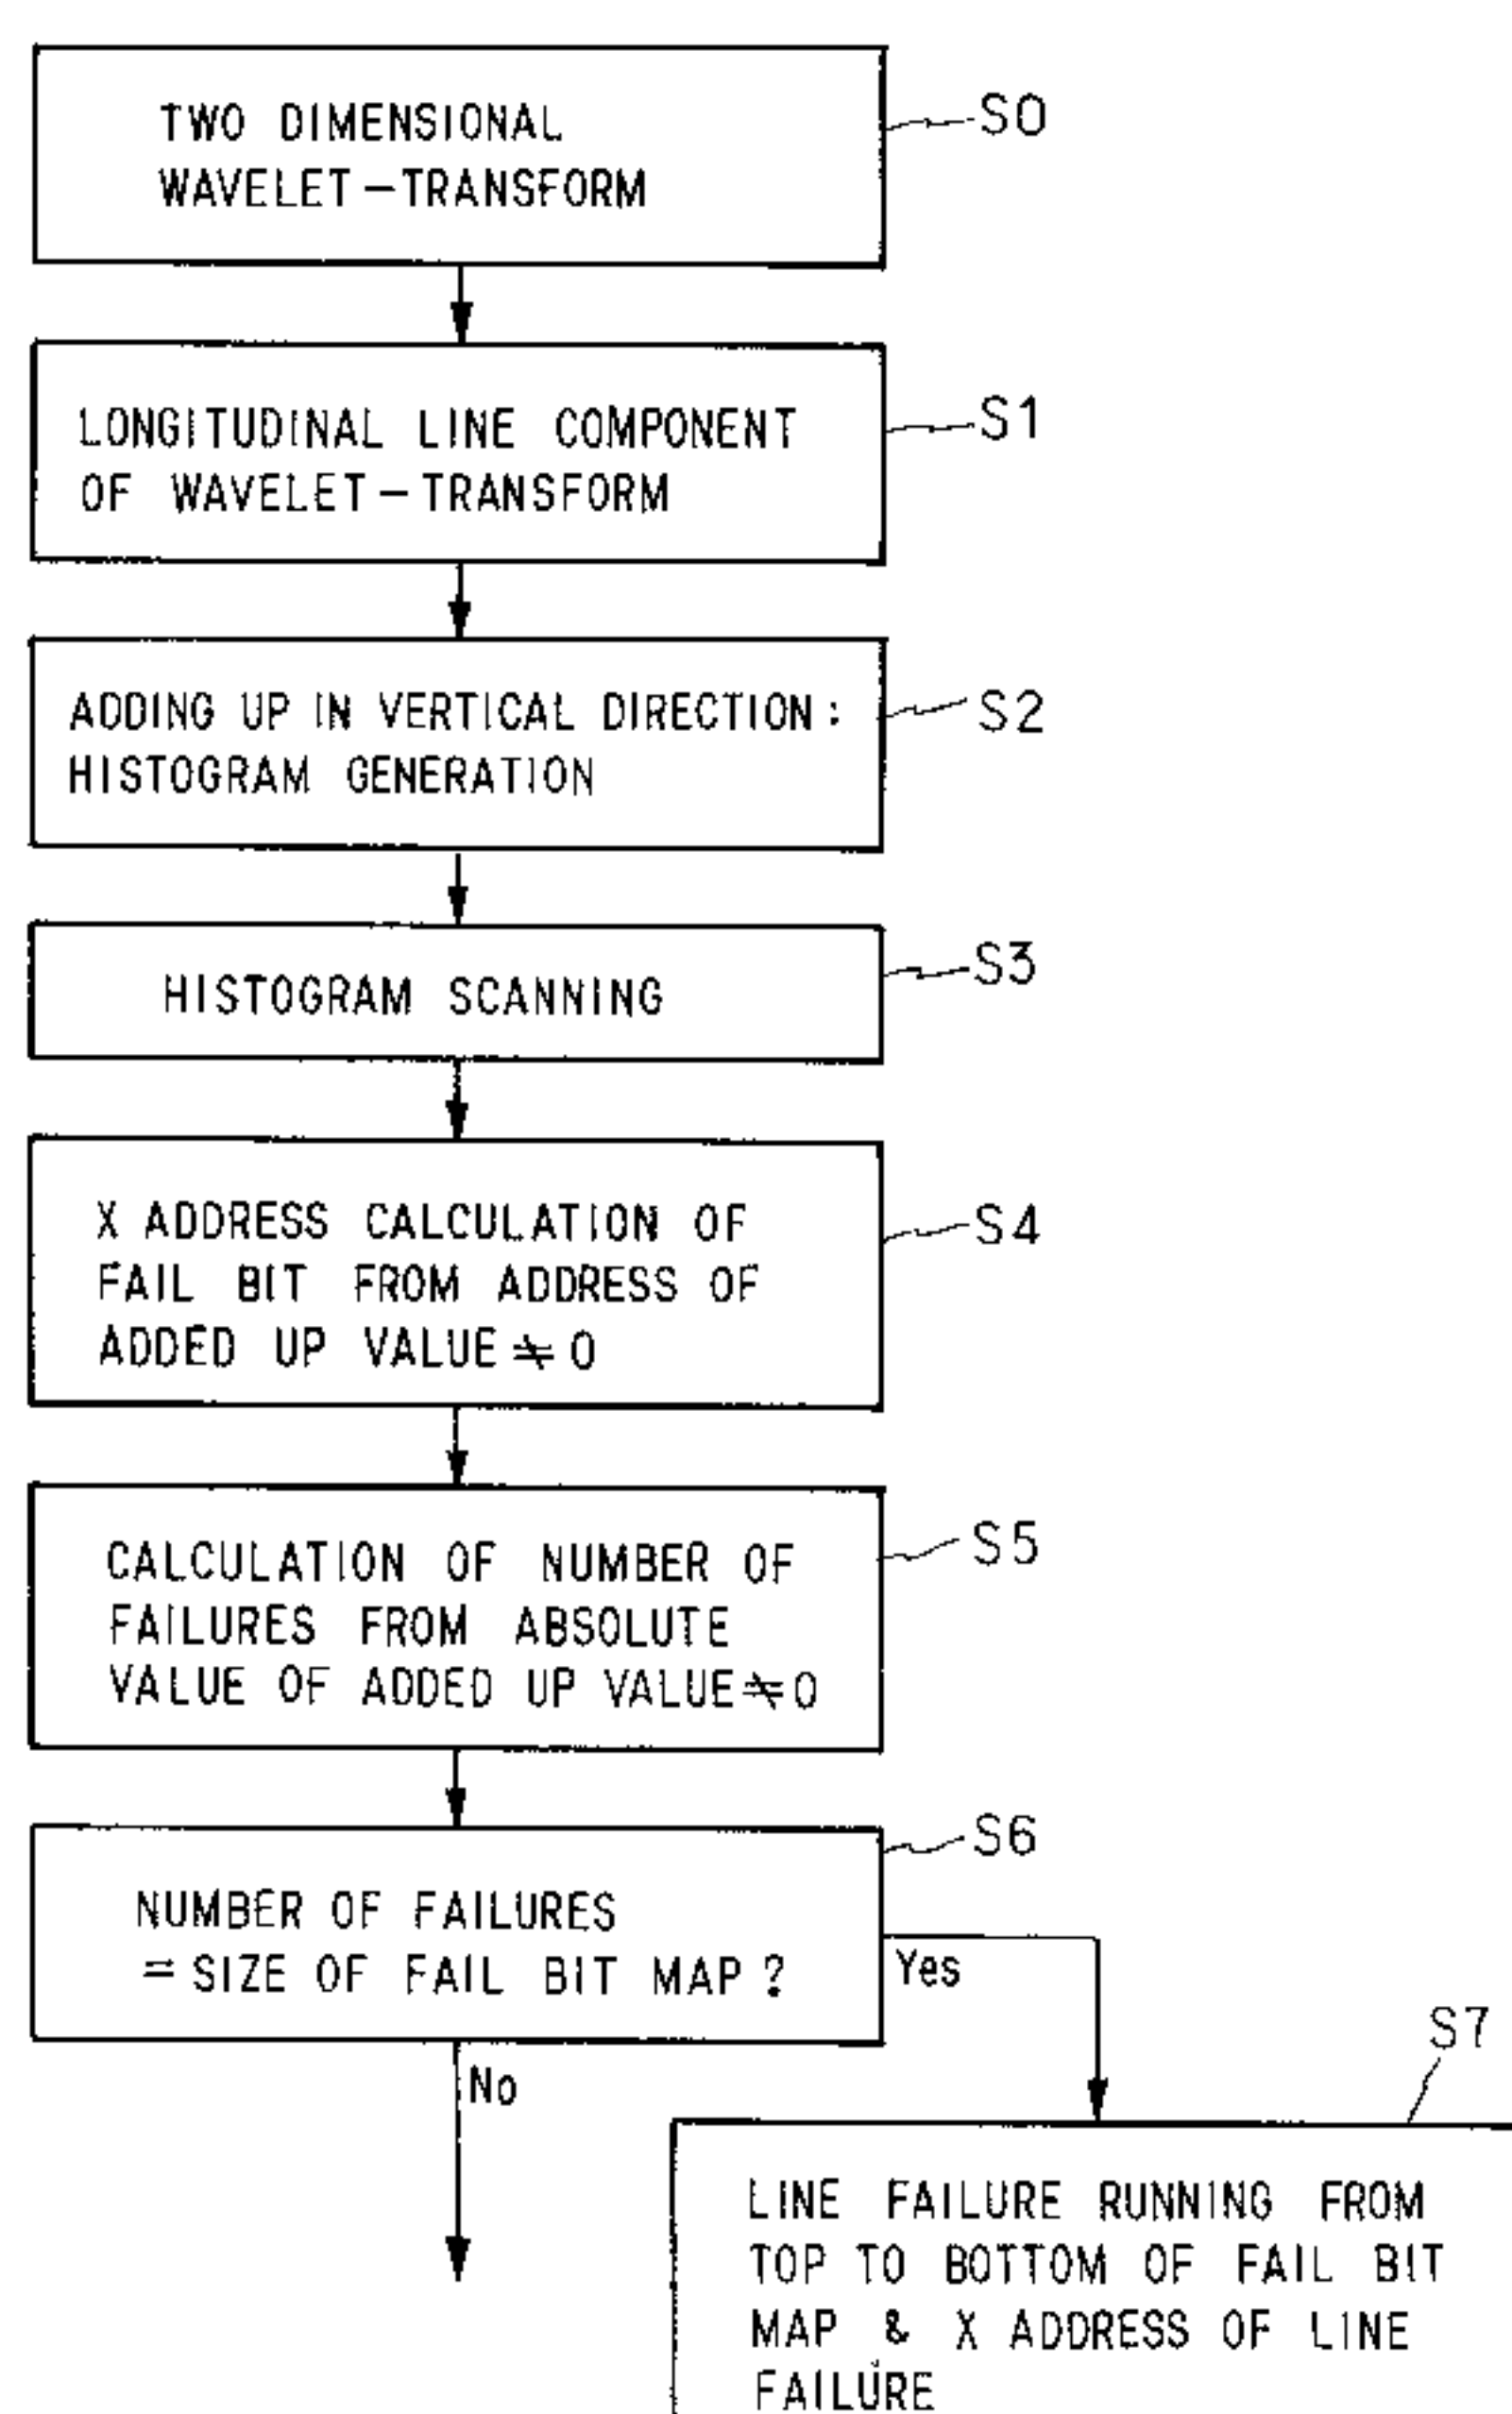 TWO DIMENSIONAL
WAVELET-TRANSFORM
S0
LONGITUDINAL LINE COMPONENT
OF WAVELET-TRANSFORM
S1
ADDING UP IN VERTICAL DIRECTION:
HISTOGRAM GENERATION
S2
HISTOGRAM SCANNING
S3
X ADDRESS CALCULATION OF
FAIL BIT FROM ADDRESS OF
ADDED UP VALUE ≠ 0
S4
CALCULATION OF NUMBER OF
FAILURES FROM ABSOLUTE
VALUE OF ADDED UP VALUE ≠ 0
S5
NUMBER OF FAILURES
= SIZE OF FAIL BIT MAP?
S6
Yes
No
S7
LINE FAILURE RUNNING FROM
TOP TO BOTTOM OF FAIL BIT
MAP & X ADDRESS OF LINE
FAILURE